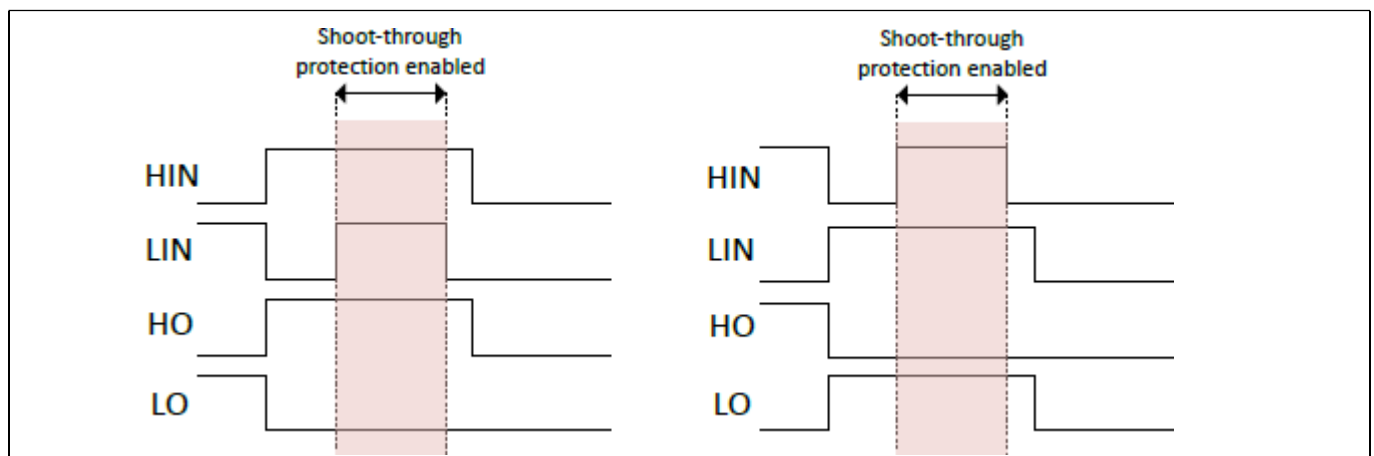 Shoot-through
protection enabled
HIN
LIN
HO
LO
Shoot-through
protection enabled
HIN
LIN
HO
LO